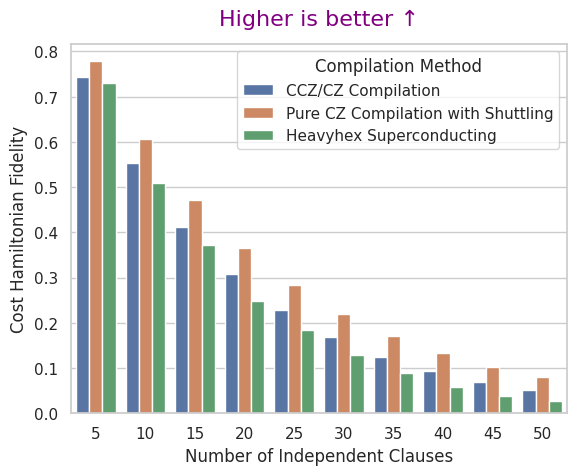 Higher is better ↑
Compilation Method
CCZ/CZ Compilation
Pure CZ Compilation with Shuttling
Heavyhex Superconducting
Cost Hamiltonian Fidelity
0.8
0.7
0.6
0.5
0.4
0.3
0.2
0.1
0.0
5 10 15 20 25 30 35 40 45 50
Number of Independent Clauses